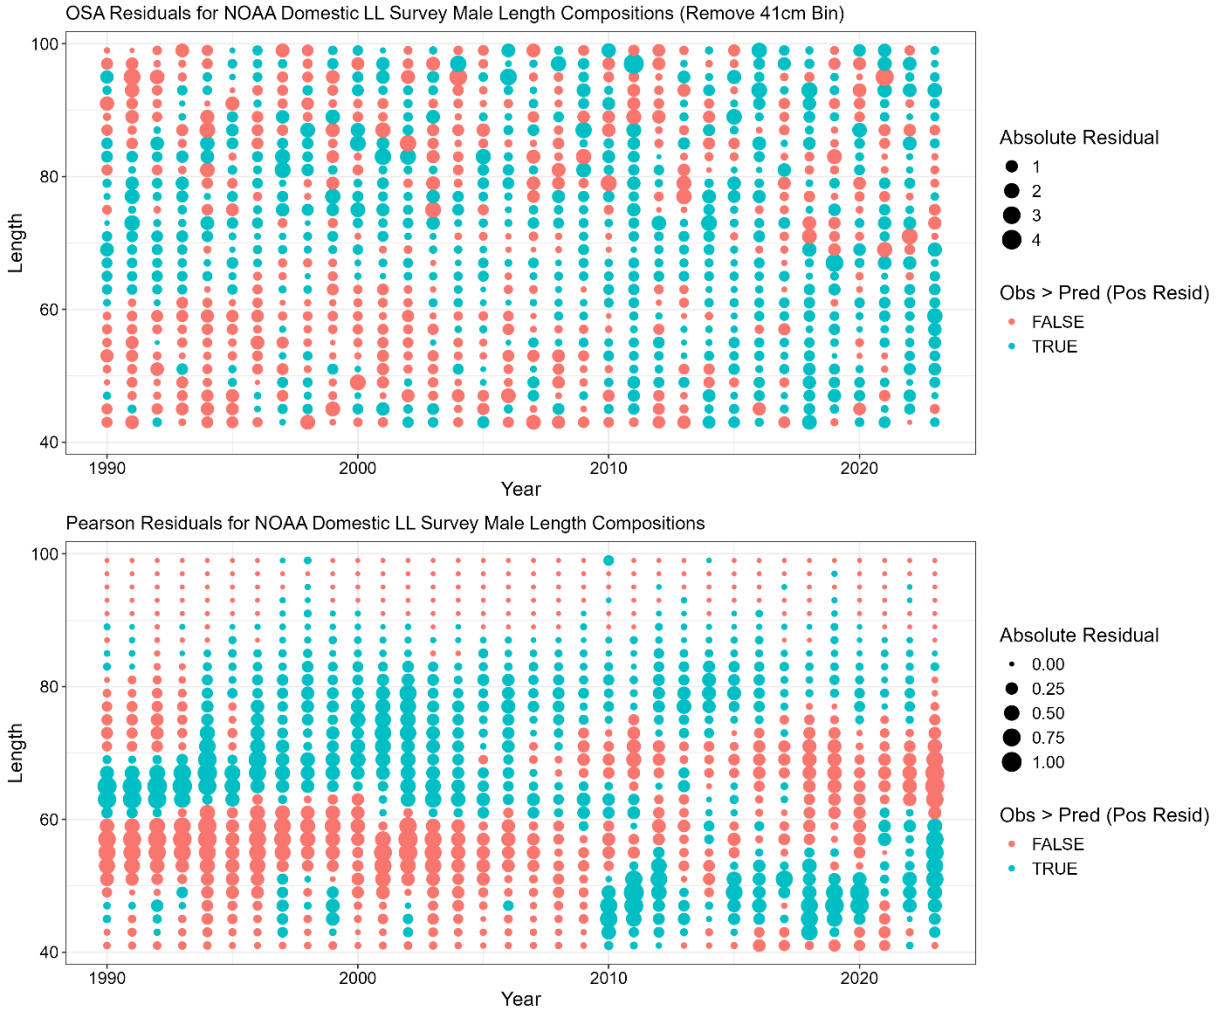 OSA Residuals for NOAA Domestic LL Survey Male Length Compositions (Remove 41cm Bin)
100
80
60
40
Length
1990
2000
2010
2020
Year
Absolute Residual
1
2
3
4
Obs > Pred (Pos Resid)
FALSE
TRUE
Pearson Residuals for NOAA Domestic LL Survey Male Length Compositions
100
80
60
40
Length
1990
2000
2010
2020
Year
Absolute Residual
0.00
0.25
0.50
0.75
1.00
Obs > Pred (Pos Resid)
FALSE
TRUE